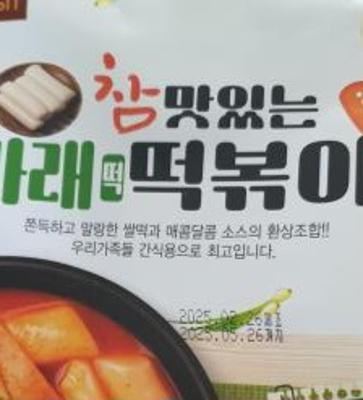 참맛있는
가래떡 떡볶이
쫀득하고 말랑한 쌀떡과 매콤달콤 소스의 환상조합!!
우리가족들 간식용으로 최고입니다.
2025.05.26까지